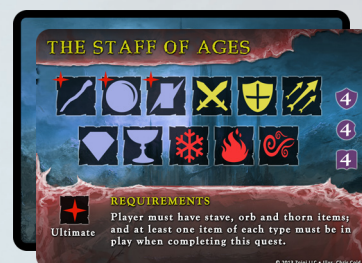 THE STAFF OF AGES
4
4
4
REQUIREMENTS
Player must have stave, orb and thorn items;
and at least one item of each type must be in
play when completing this quest.
Ultimate